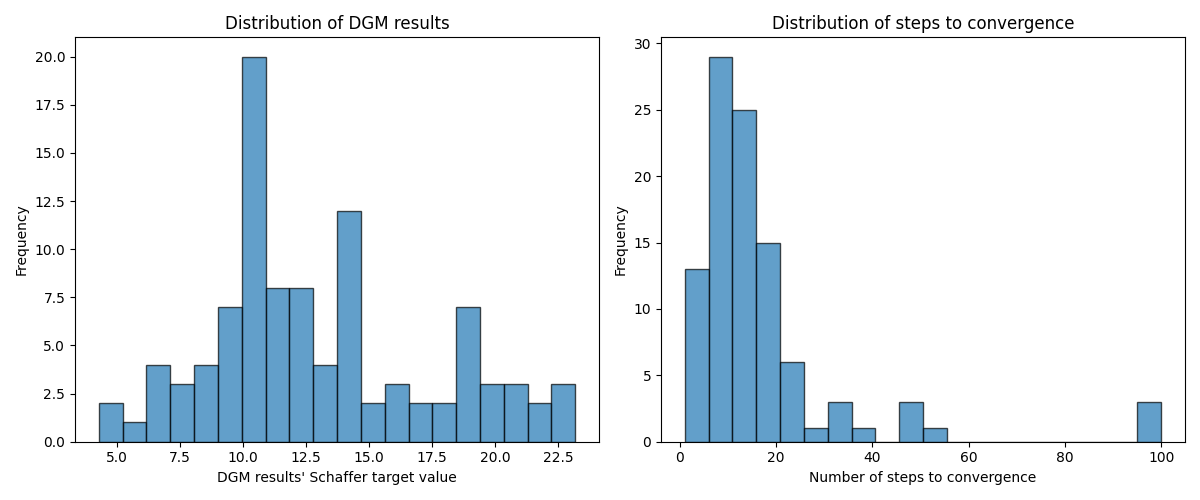 Distribution of DGM results
20.0
17.5
15.0
12.5
10.0
7.5
5.0
2.5
0.0
Frequency
5.0 7.5 10.0 12.5 15.0 17.5 20.0 22.5
DGM results' Schaffer target value
Distribution of steps to convergence
30
25
20
15
10
5
0
Frequency
0 20 40 60 80 100
Number of steps to convergence